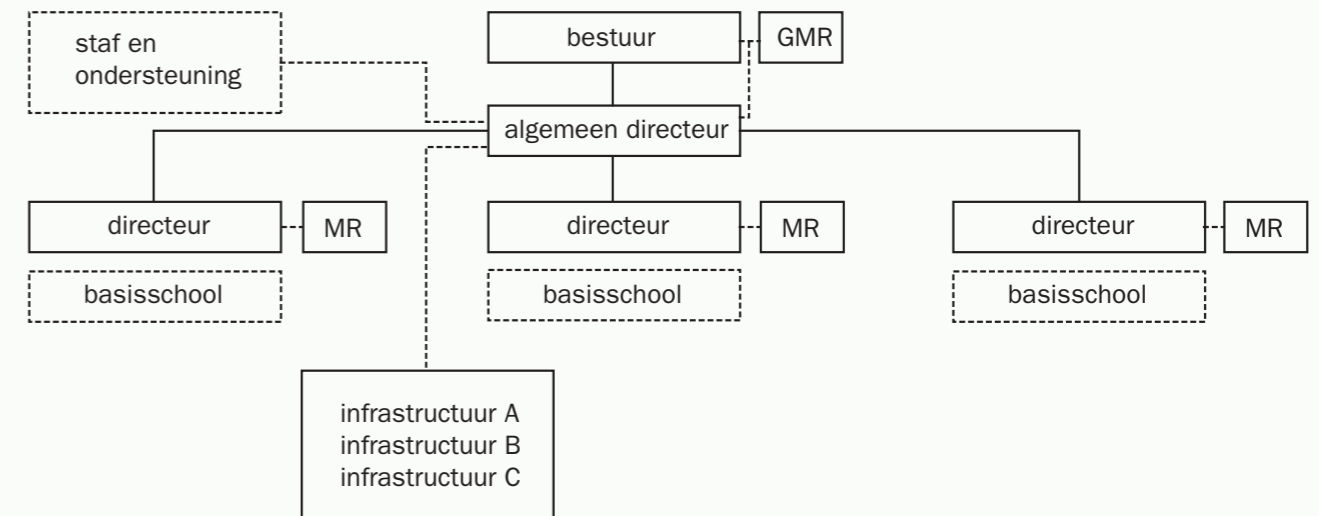 staf en
ondersteuning
bestuur
GMR
algemeen directeur
directeur
MR
directeur
MR
directeur
MR
basisschool
basisschool
basisschool
infrastructuur A
infrastructuur B
infrastructuur C